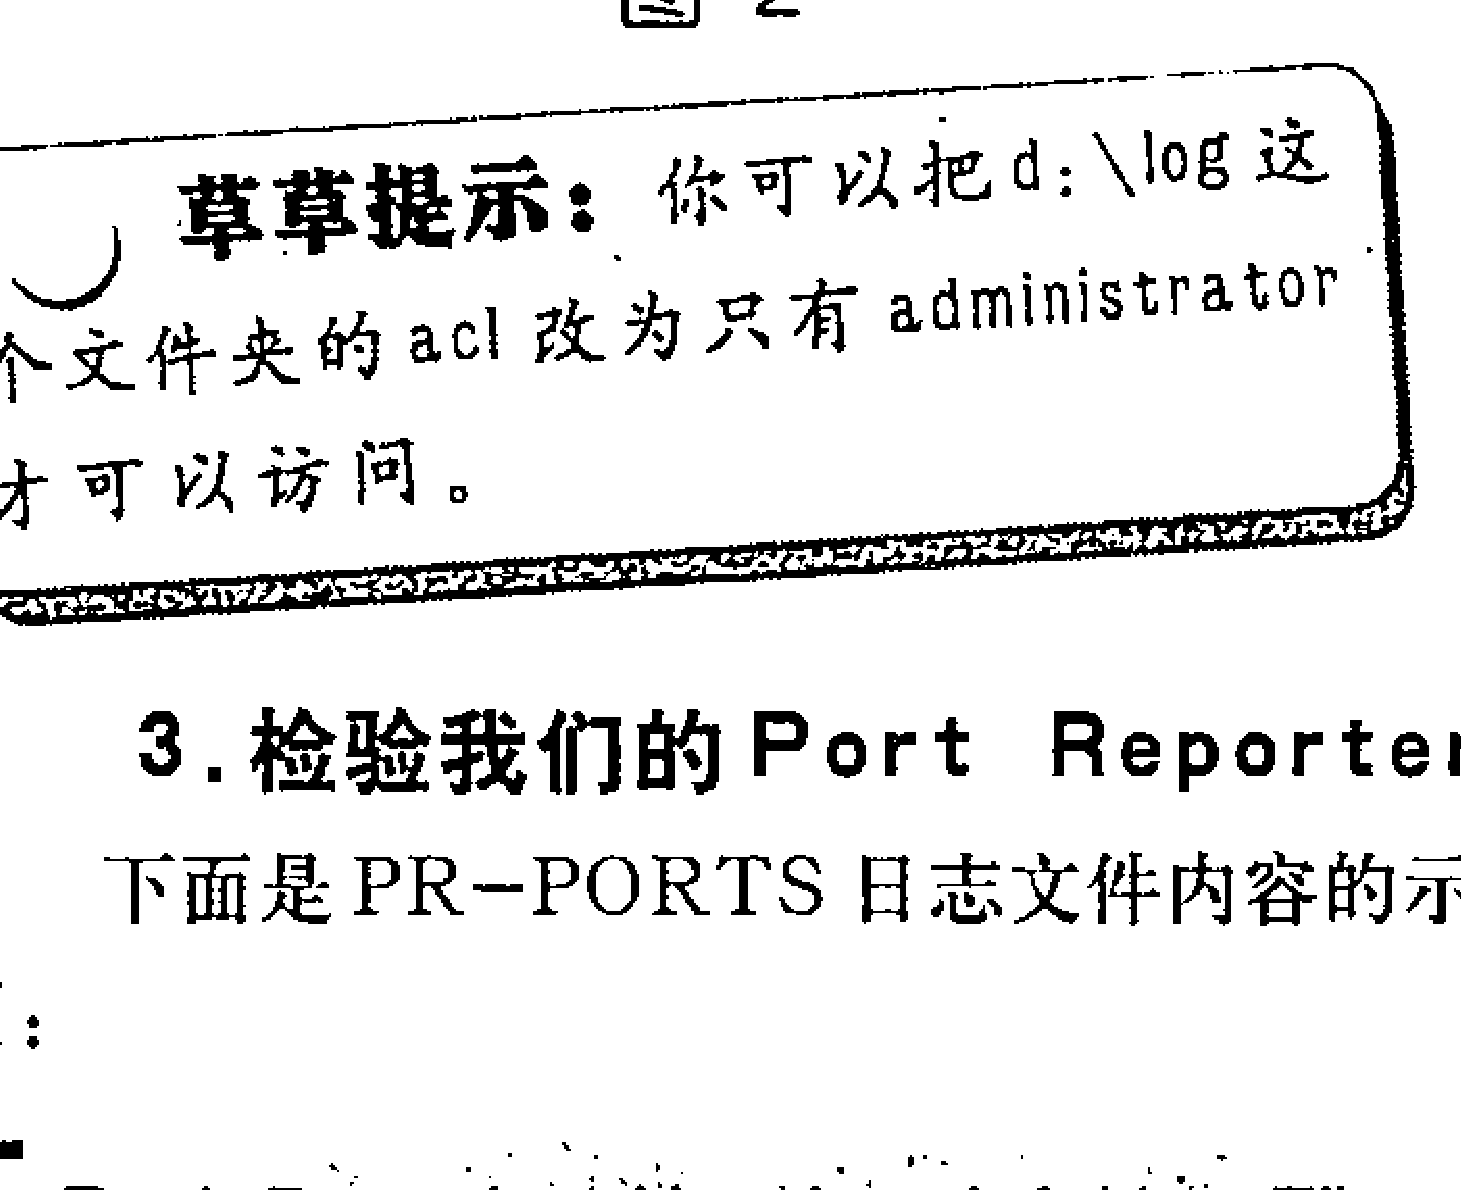 图 2
草草提示：你可以把d:\log这
个文件夹的acl改为只有administrator
才可以访问。
3.检验我们的Port Reporter
下面是PR-PORTS日志文件内容的示
: